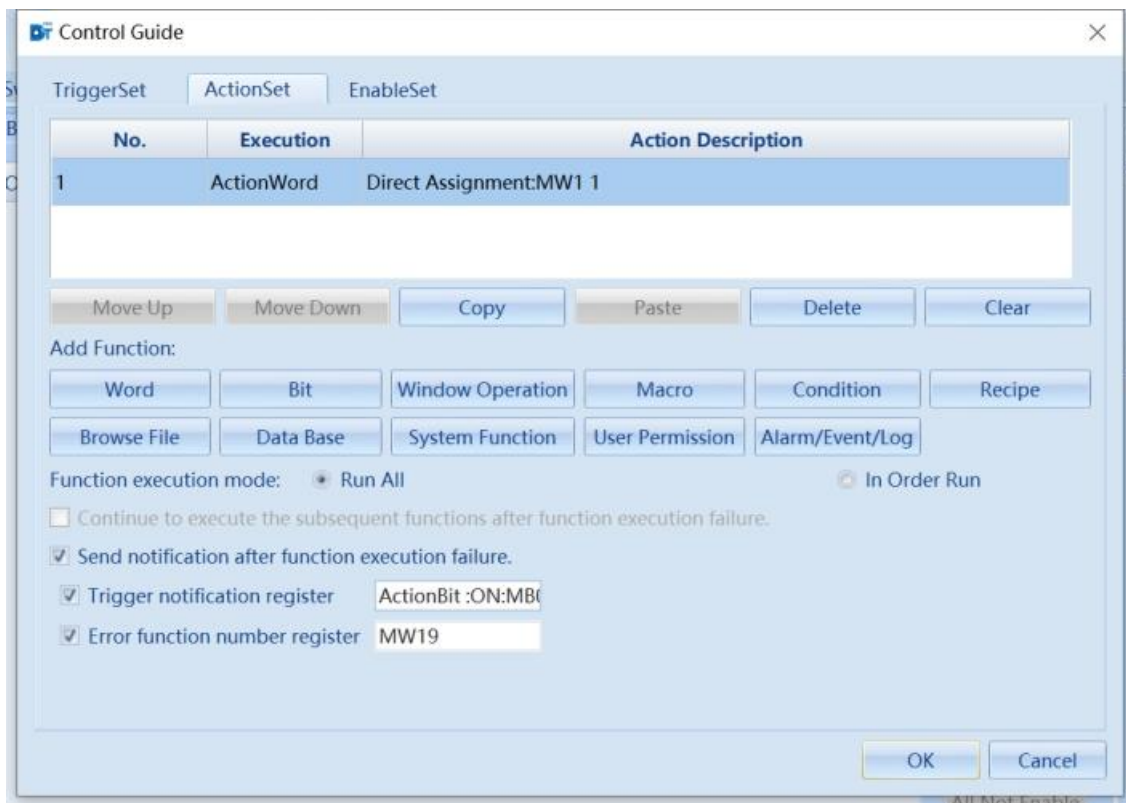 Control Guide
TriggerSet ActionSet EnableSet
No. Execution Action Description
1 ActionWord Direct Assignment:MW1 1
Move Up Move Down Copy Paste Delete Clear
Add Function:
Word Bit Window Operation Macro Condition Recipe
Browse File Data Base System Function User Permission Alarm/Event/Log
Function execution mode: Run All In Order Run
Continue to execute the subsequent functions after function execution failure.
Send notification after function execution failure.
Trigger notification register ActionBit :ON:MB
Error function number register MW19
OK Cancel
All Not Enable